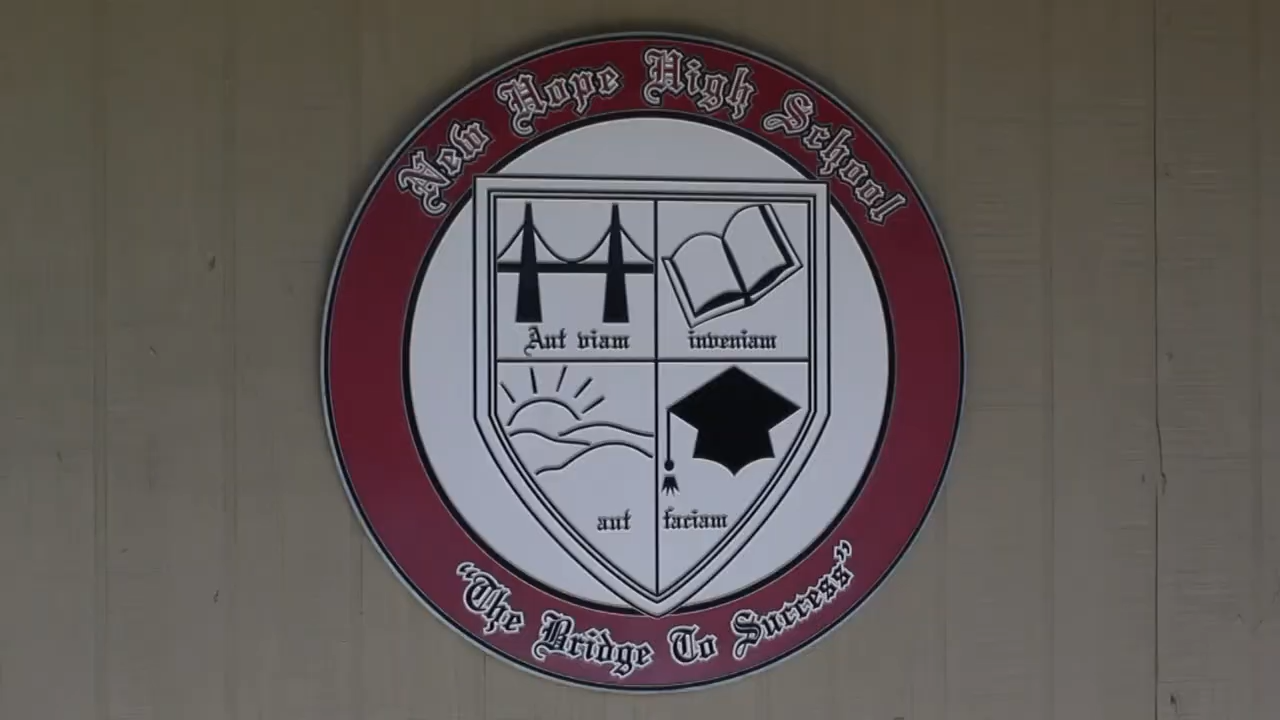 New Hope High School
Aut viam inveniam
aut faciam
"The Bridge To Success"